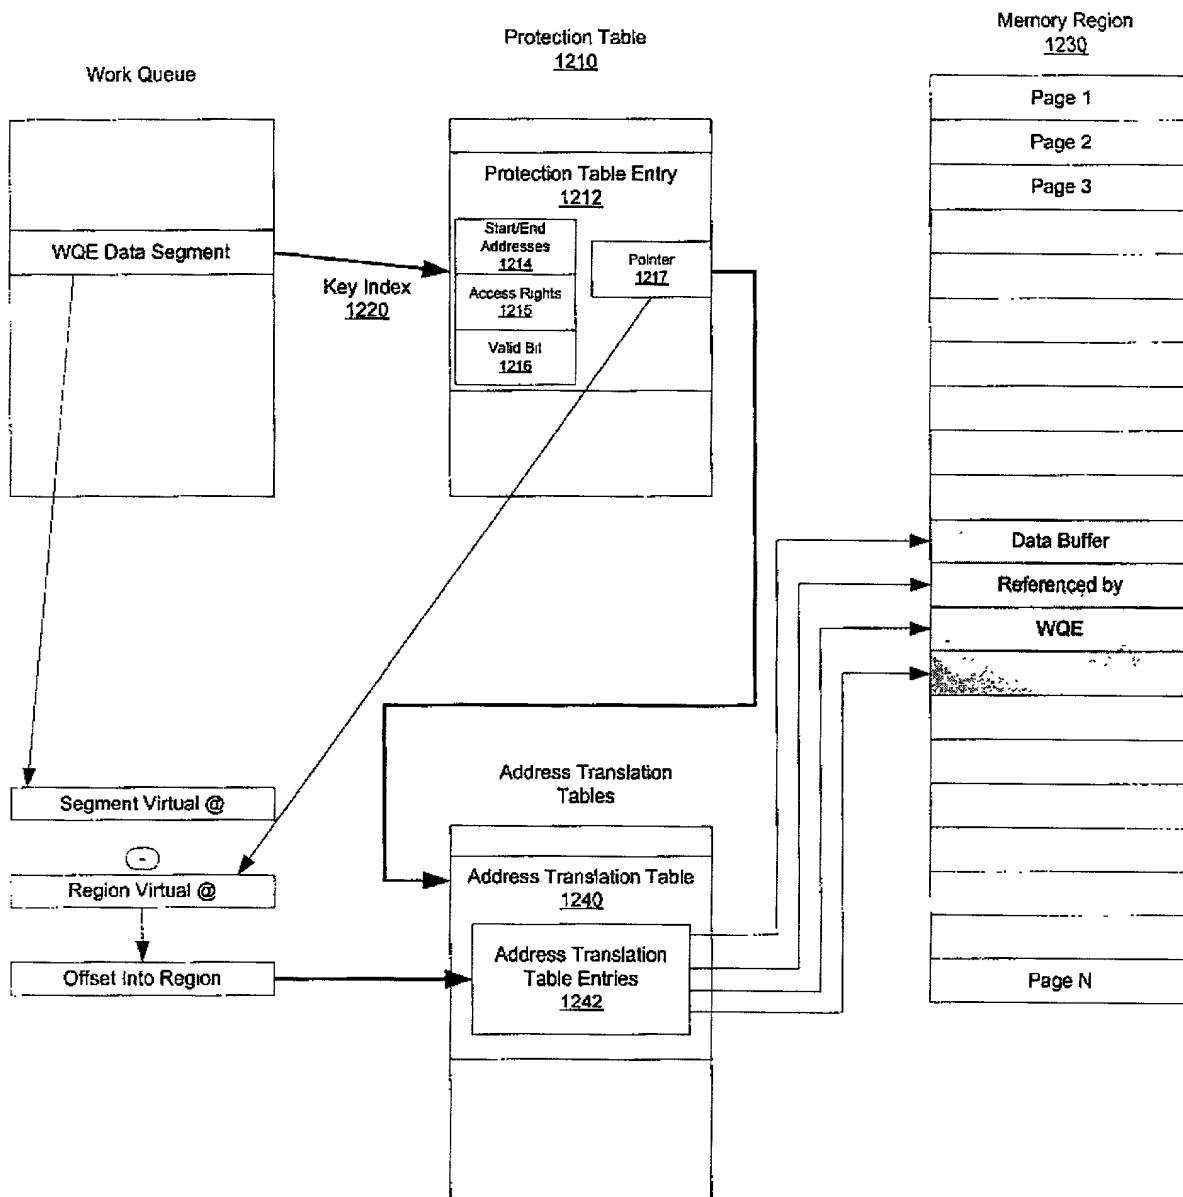 Work Queue
WQE Data Segment
Key Index
1220
Protection Table
1210
Protection Table Entry
1212
Start/End
Addresses
1214
Access Rights
1215
Valid Bit
1216
Pointer
1217
Memory Region
1230
Page 1
Page 2
Page 3
Data Buffer
Referenced by
WQE
Page N
Segment Virtual @
-
Region Virtual @
Offset Into Region
Address Translation
Tables
Address Translation Table
1240
Address Translation
Table Entries
1242